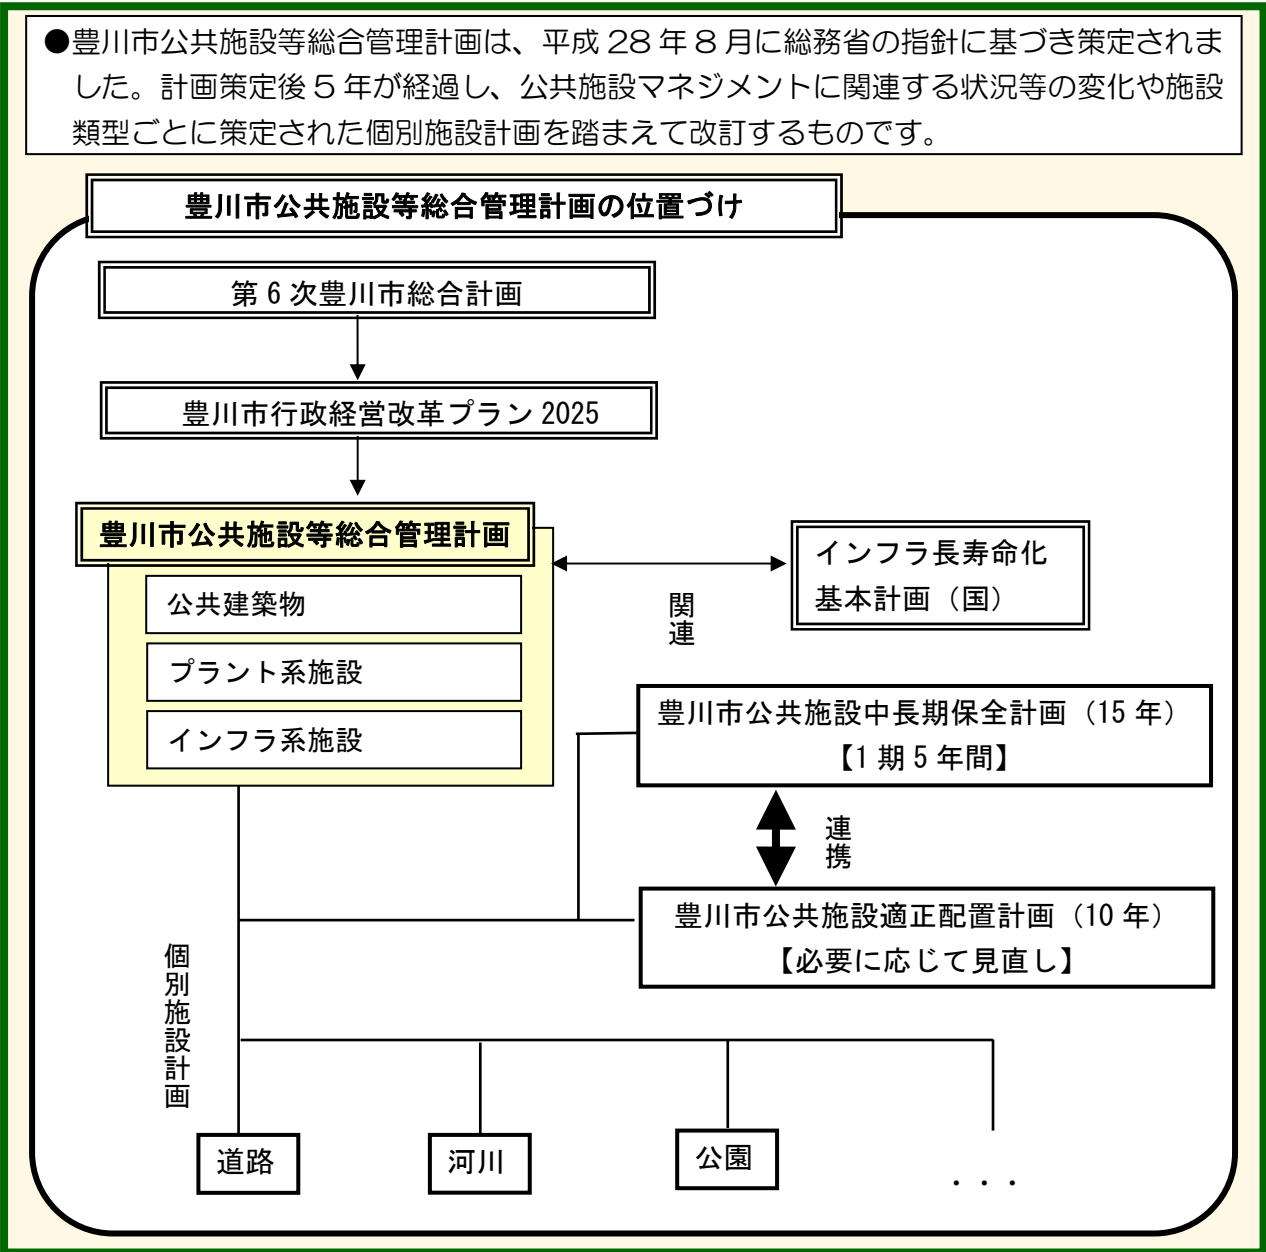 ●豊川市公共施設等総合管理計画は、平成28年8月に総務省の指針に基づき策定されま
した。計画策定後5年が経過し、公共施設マネジメントに関連する状況等の変化や施設
類型ごとに策定された個別施設計画を踏まえて改訂するものです。
豊川市公共施設等総合管理計画の位置づけ
第6次豊川市総合計画
豊川市行政経営改革プラン2025
豊川市公共施設等総合管理計画
公共建築物
プラント系施設
インフラ系施設
関連
インフラ長寿命化
基本計画（国）
豊川市公共施設中長期保全計画（15年）
【1期5年間】
連携
豊川市公共施設適正配置計画（10年）
【必要に応じて見直し】
個別施設計画
道路
河川
公園
・・・